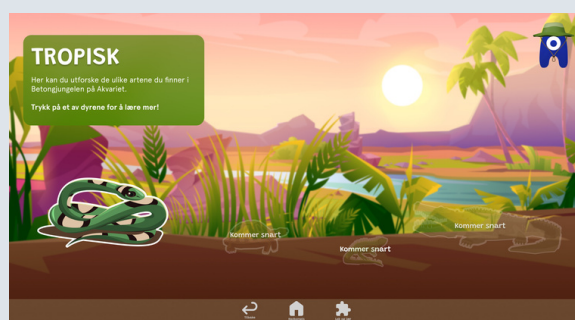 TROPISK
Her kan du utforske de ulike artene du finner i
Betongjungelen på Akvariet.
Trykk på et av dyrene for å lære mer!
Kommer snart
Kommer snart
Kommer snart